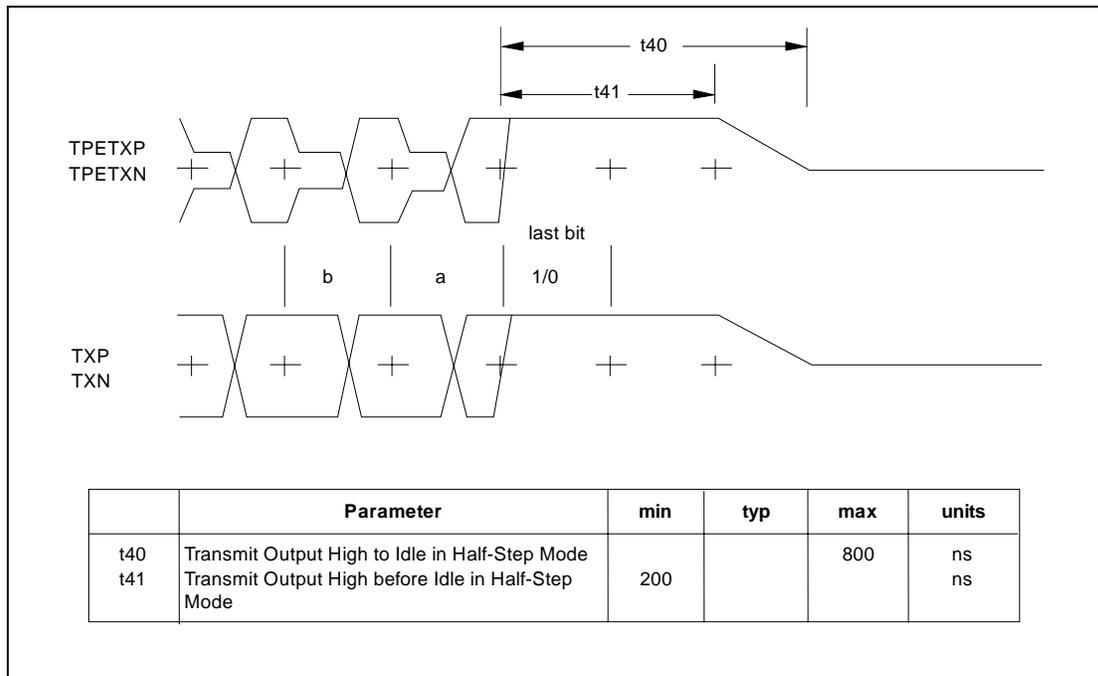 t40
t41
TPETXP
TPETXN
last bit
b a 1/0
TXP
TXN
Parameter min typ max units
t40 Transmit Output High to Idle in Half-Step Mode 800 ns
t41 Transmit Output High before Idle in Half-Step 200 ns
Mode